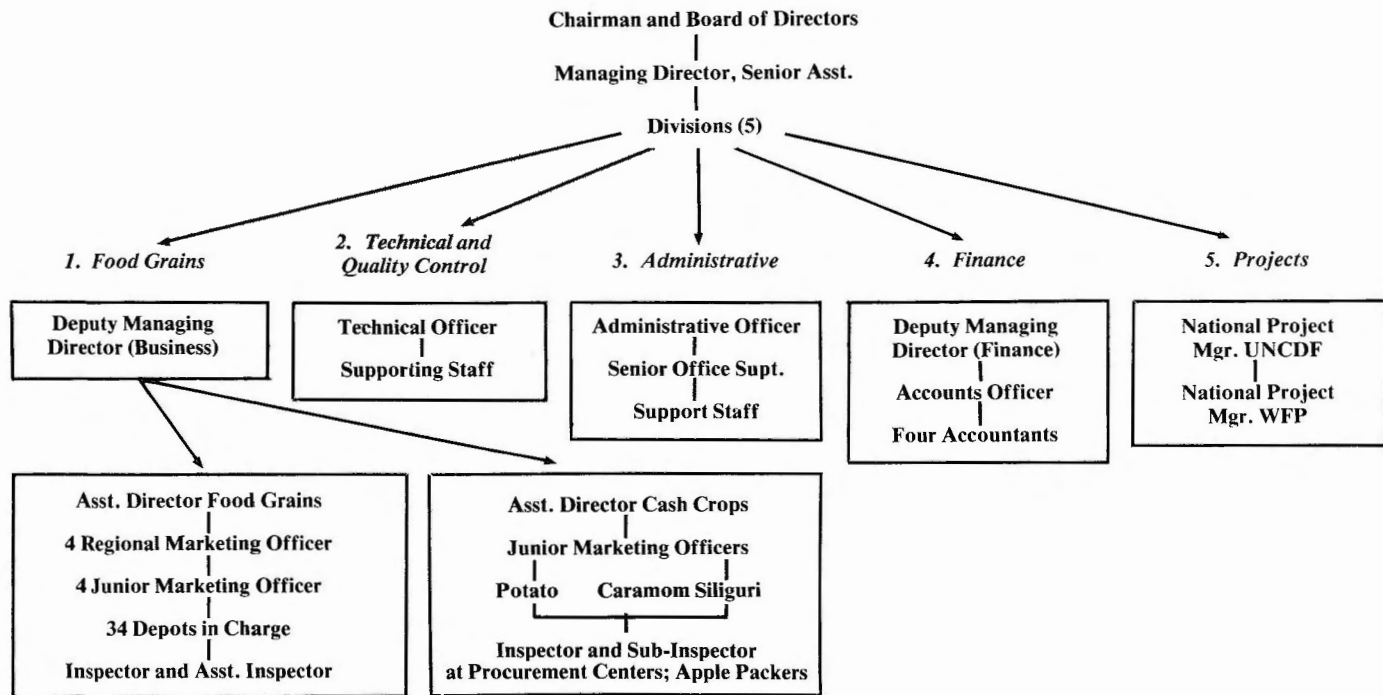 Chairman and Board of Directors
Managing Director, Senior Asst.
Divisions (5)
1. Food Grains
2. Technical and
Quality Control
3. Administrative
4. Finance
5. Projects
Deputy Managing
Director (Business)
Technical Officer
Supporting Staff
Administrative Officer
Senior Office Supt.
Support Staff
Deputy Managing
Director (Finance)
Accounts Officer
Four Accountants
National Project
Mgr. UNCDF
National Project
Mgr. WFP
Asst. Director Food Grains
4 Regional Marketing Officer
4 Junior Marketing Officer
34 Depots in Charge
Inspector and Asst. Inspector
Asst. Director Cash Crops
Junior Marketing Officers
Potato
Caramom Siliguri
Inspector and Sub-Inspector
at Procurement Centers; Apple Packers